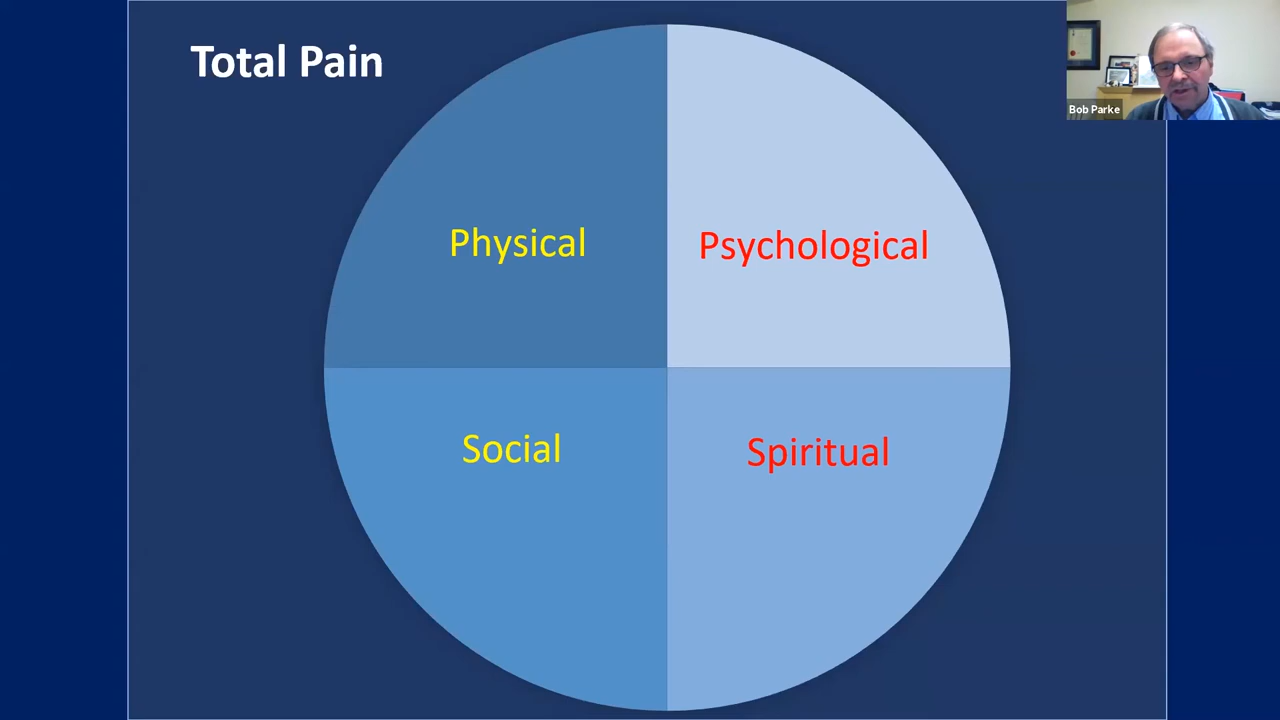 Total Pain
Bob Parke
Physical
Psychological
Social
Spiritual